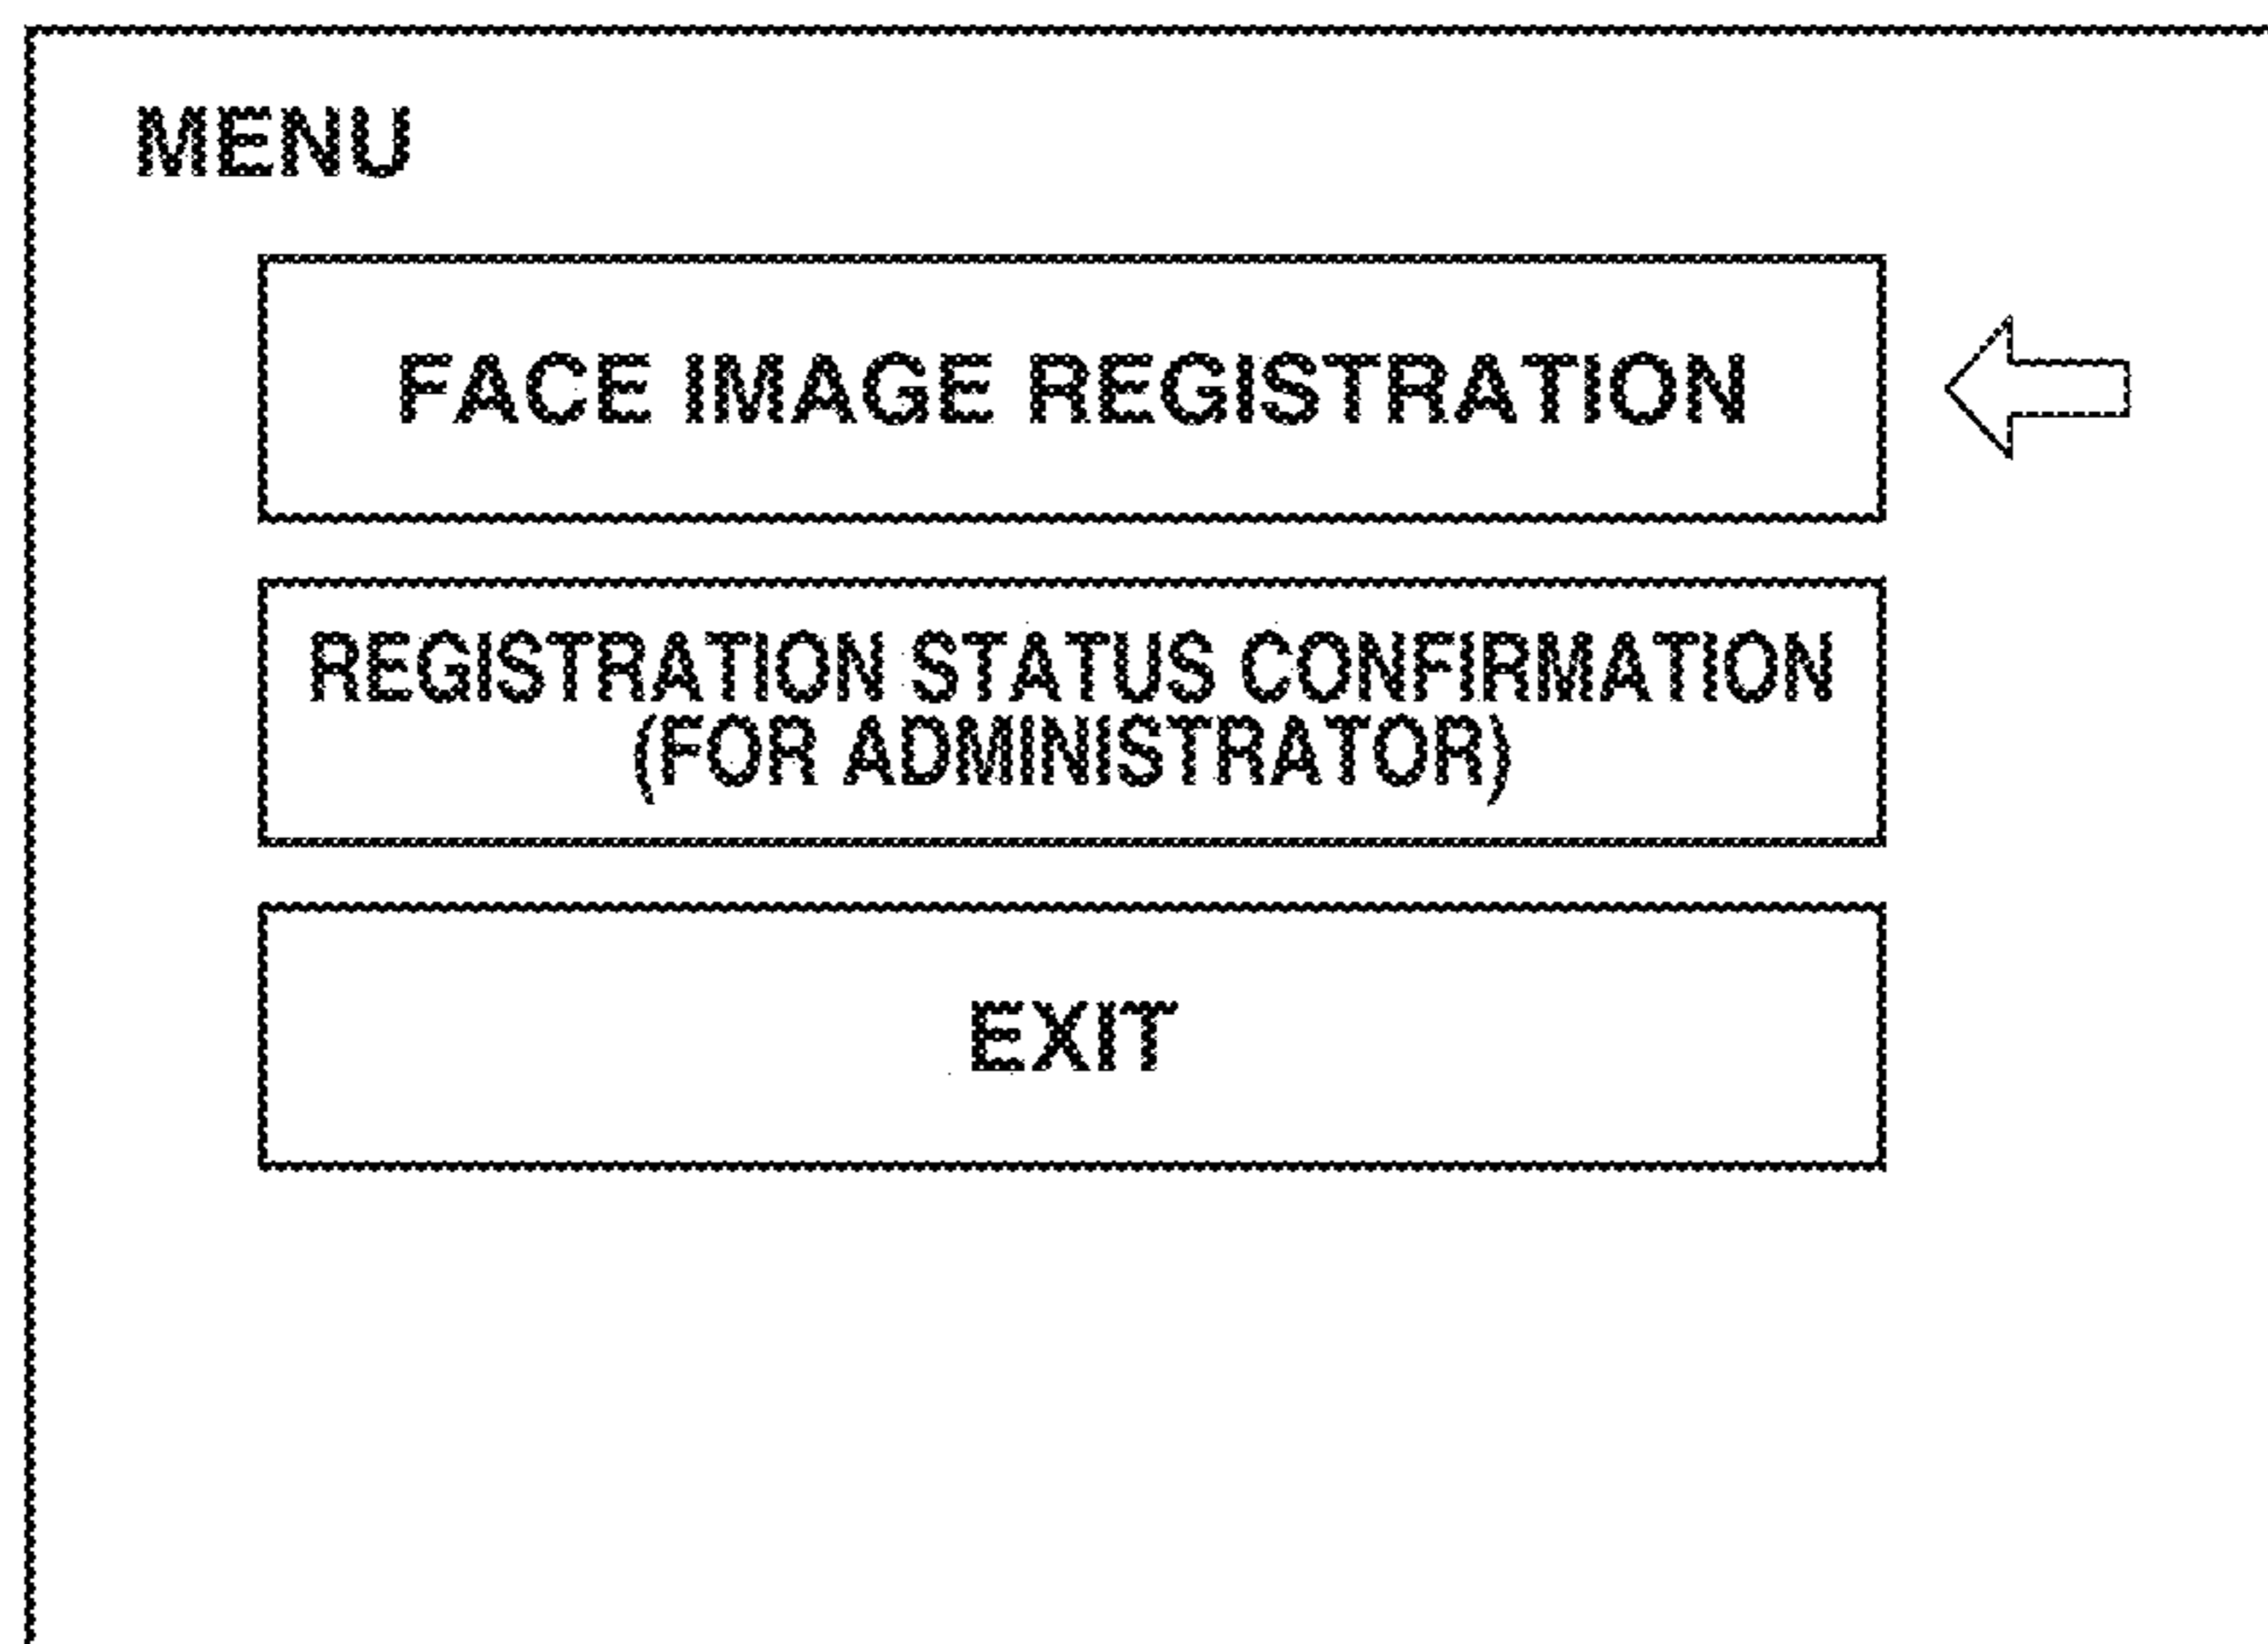 MENU
FACE IMAGE REGISTRATION
REGISTRATION STATUS CONFIRMATION
(FOR ADMINISTRATOR)
EXIT